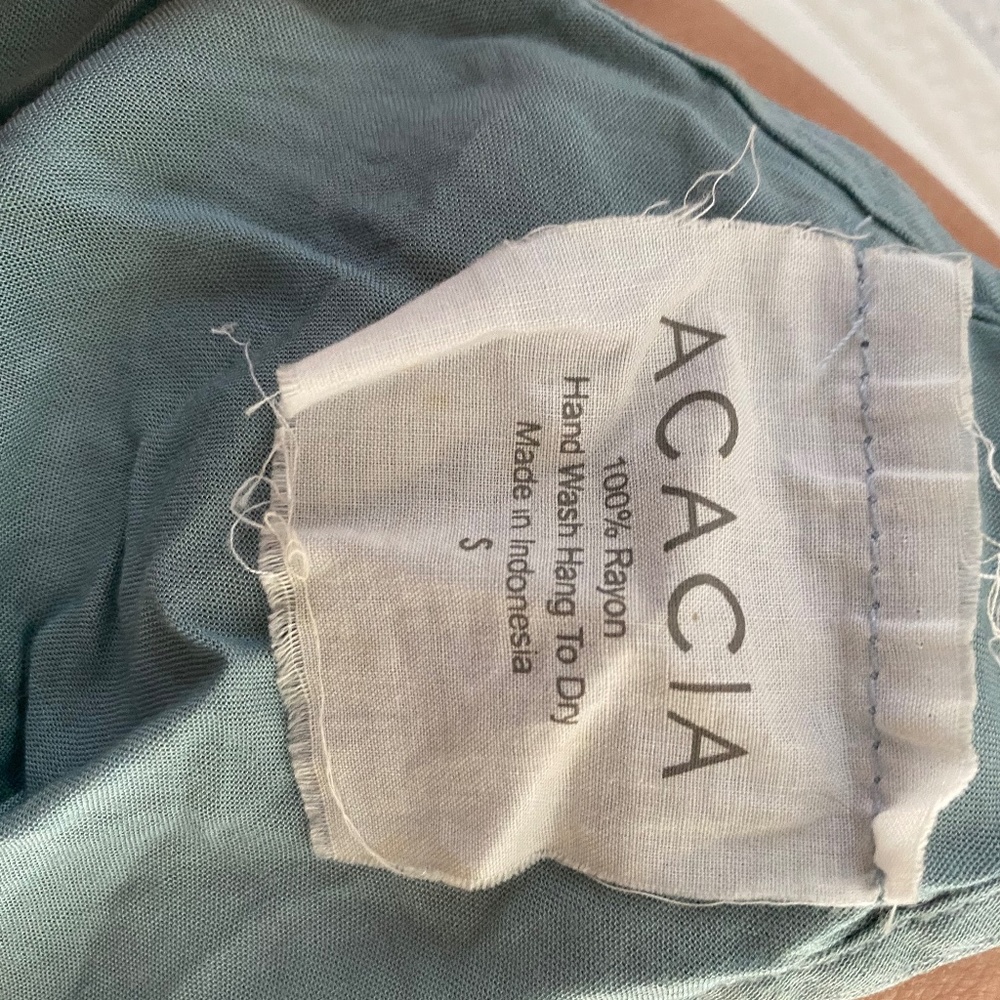 ACACIA
100% Rayon
Hand Wash Hang To Dry
Made in Indonesia
S